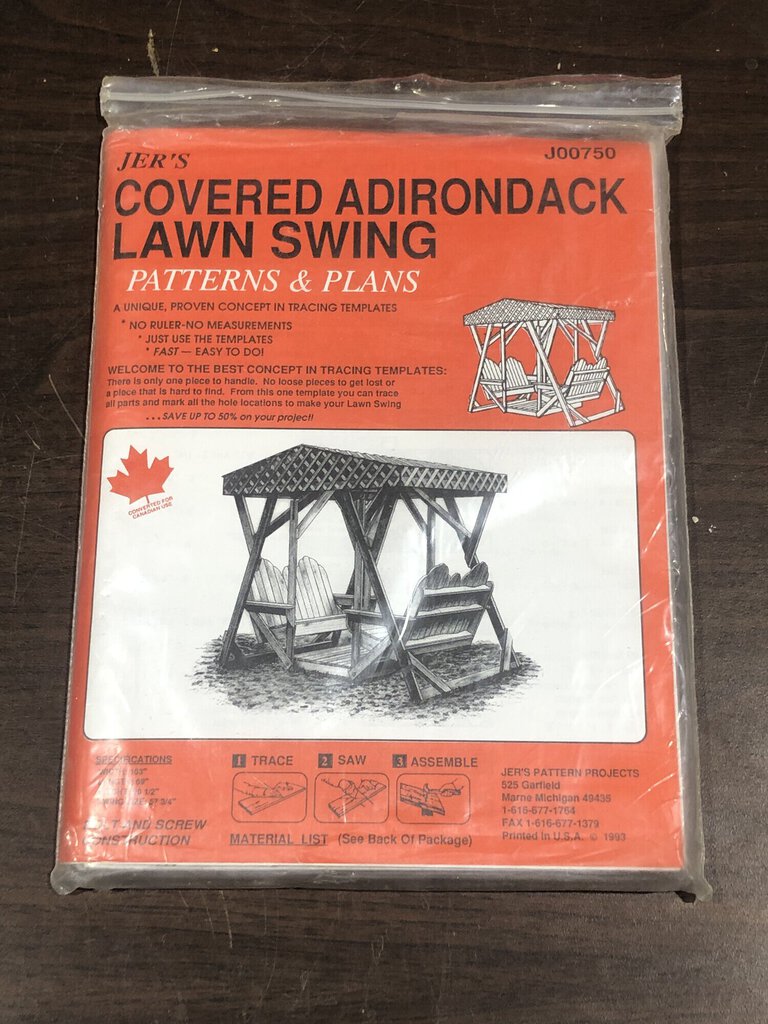 JER'S
J00750
COVERED ADIRONDACK
LAWN SWING
PATTERNS & PLANS
A UNIQUE, PROVEN CONCEPT IN TRACING TEMPLATES
* NO RULER-NO MEASUREMENTS
* JUST USE THE TEMPLATES
* FAST — EASY TO DO!
WELCOME TO THE BEST CONCEPT IN TRACING TEMPLATES:
There is only one piece to handle. No loose pieces to get lost or
a piece that is hard to find. From this one template you can trace
all parts and mark all the hole locations to make your Lawn Swing
...SAVE UP TO 50% on your project!
CONVERTED FOR
CANADIAN USE
SPECIFICATIONS
AND SCREW
1 TRACE
2 SAW
3 ASSEMBLE
MATERIAL LIST (See Back Of Package)
JER'S PATTERN PROJECTS
525 Garfield
Marne Michigan 49435
1-616-677-1764
FAX 1-616-677-1379
Printed In U.S.A. © 1993